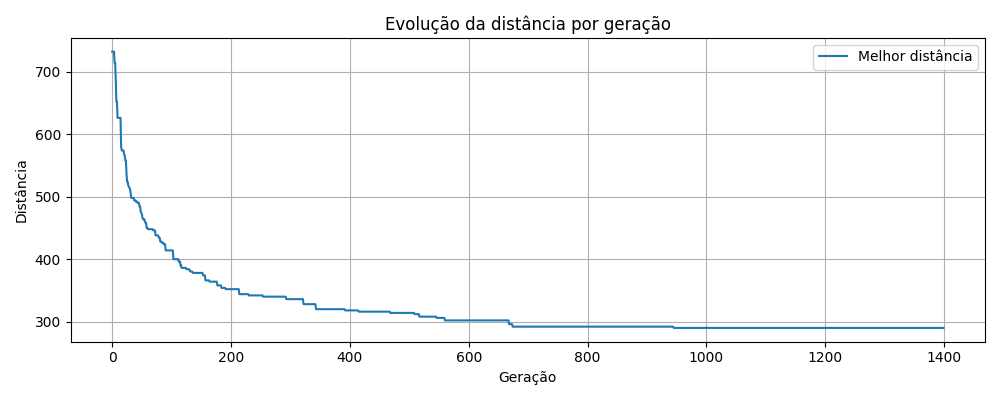 Evolução da distância por geração
Melhor distância
Distância
700
600
500
400
300
0 200 400 600 800 1000 1200 1400
Geração